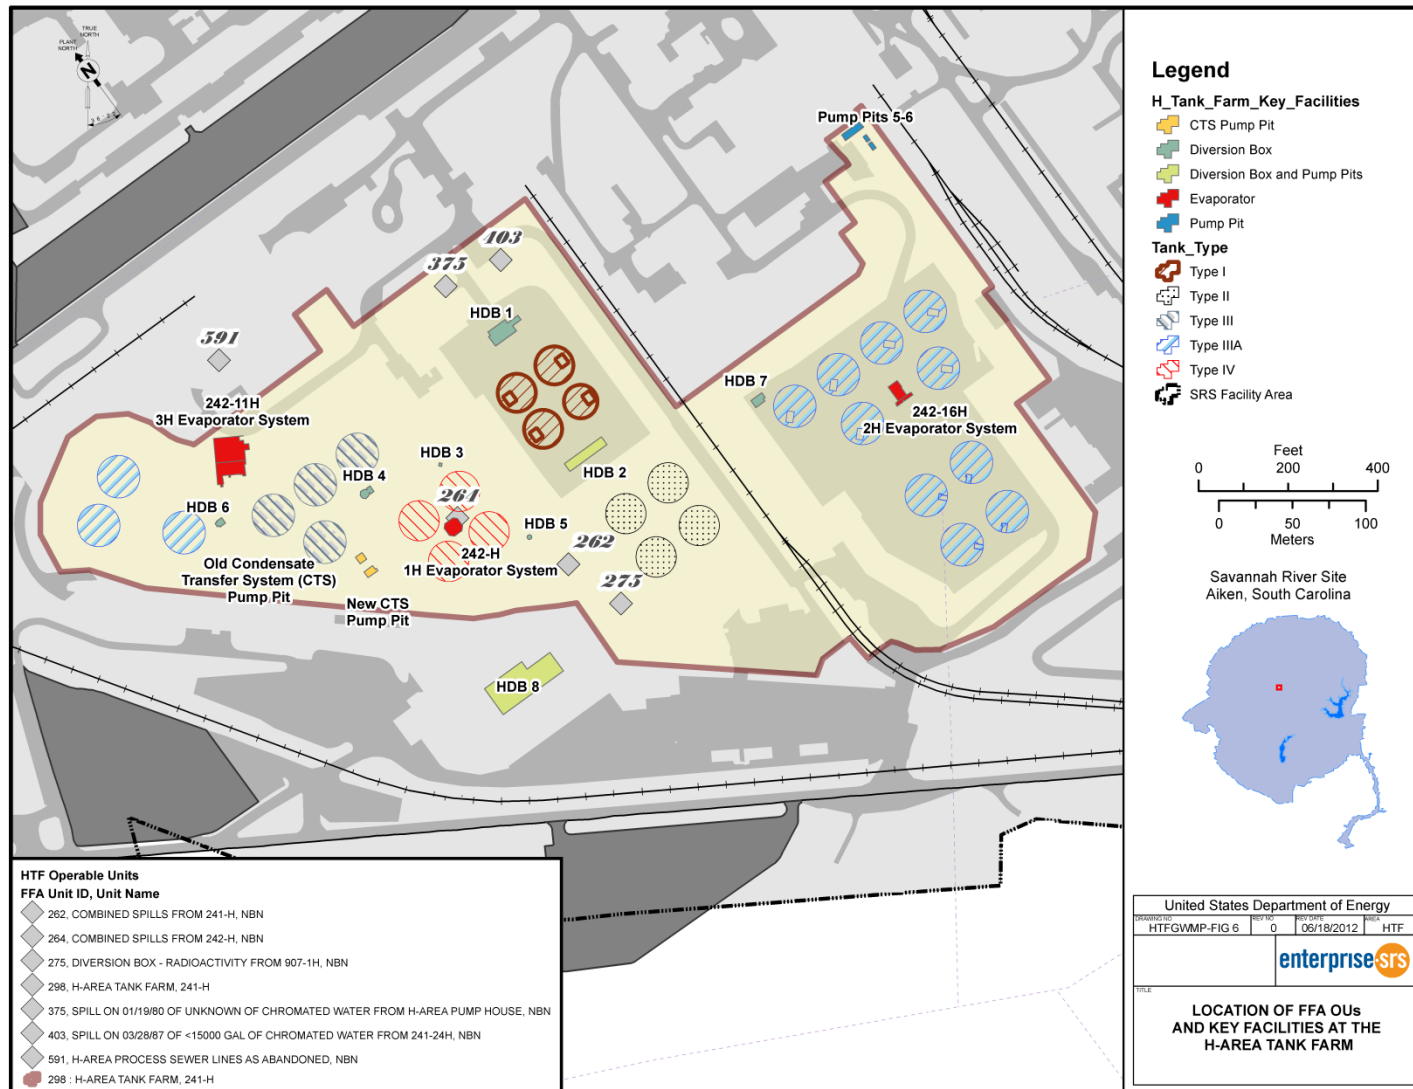 TRUE
NORTH
PLANT
NORTH
N
Pump Pits 5-6
403
375
HDB 1
591
HDB 7
242-11H
3H Evaporator System
242-16H
2H Evaporator System
HDB 3
HDB 2
HDB 4
264
HDB 6
HDB 5
262
242-H
1H Evaporator System
Old Condensate
Transfer System (CTS)
Pump Pit
275
New CTS
Pump Pit
HDB 8
Legend
H_Tank_Farm_Key_Facilities
CTS Pump Pit
Diversion Box
Diversion Box and Pump Pits
Evaporator
Pump Pit
Tank_Type
Type I
Type II
Type III
Type IIIA
Type IV
SRS Facility Area
Feet
0 200 400
0 50 100
Meters
Savannah River Site
Aiken, South Carolina
HTF Operable Units
FFA Unit ID, Unit Name
262, COMBINED SPILLS FROM 241-H, NBN
264, COMBINED SPILLS FROM 242-H, NBN
275, DIVERSION BOX - RADIOACTIVITY FROM 907-1H, NBN
298, H-AREA TANK FARM, 241-H
375, SPILL ON 01/19/80 OF UNKNOWN OF CHROMATED WATER FROM H-AREA PUMP HOUSE, NBN
403, SPILL ON 03/28/87 OF <15000 GAL OF CHROMATED WATER FROM 241-24H, NBN
591, H-AREA PROCESS SEWER LINES AS ABANDONED, NBN
298 : H-AREA TANK FARM, 241-H
United States Department of Energy
DRAWING NO REV NO REV DATE AREA
HTFGWMP-FIG 6 0 06/18/2012 HTF
enterprise srs
TITLE
LOCATION OF FFA OUs
AND KEY FACILITIES AT THE
H-AREA TANK FARM